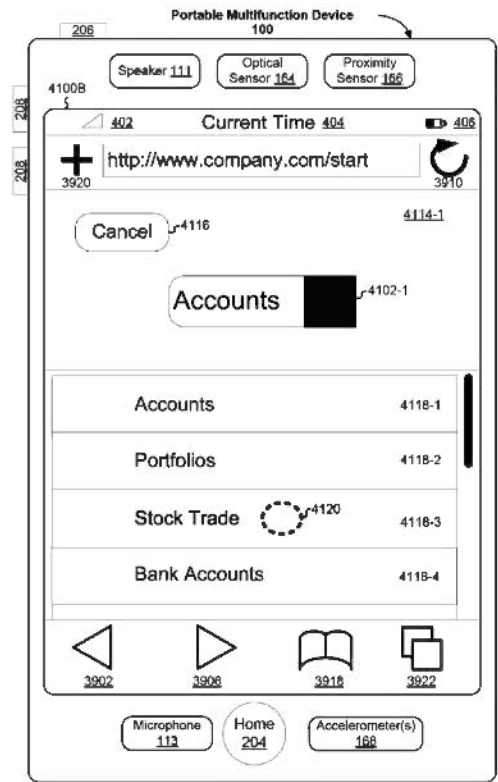 Portable Multifunction Device
100
206
208
208
Speaker 111
Optical
Sensor 164
Proximity
Sensor 166
4100B
402
Current Time 404
406
http://www.company.com/start
3920
3910
Cancel
4116
4114-1
Accounts
4102-1
Accounts
4118-1
Portfolios
4118-2
Stock Trade
4120
4118-3
Bank Accounts
4118-4
3902
3906
3918
3922
Microphone
113
Home
204
Accelerometer(s)
168